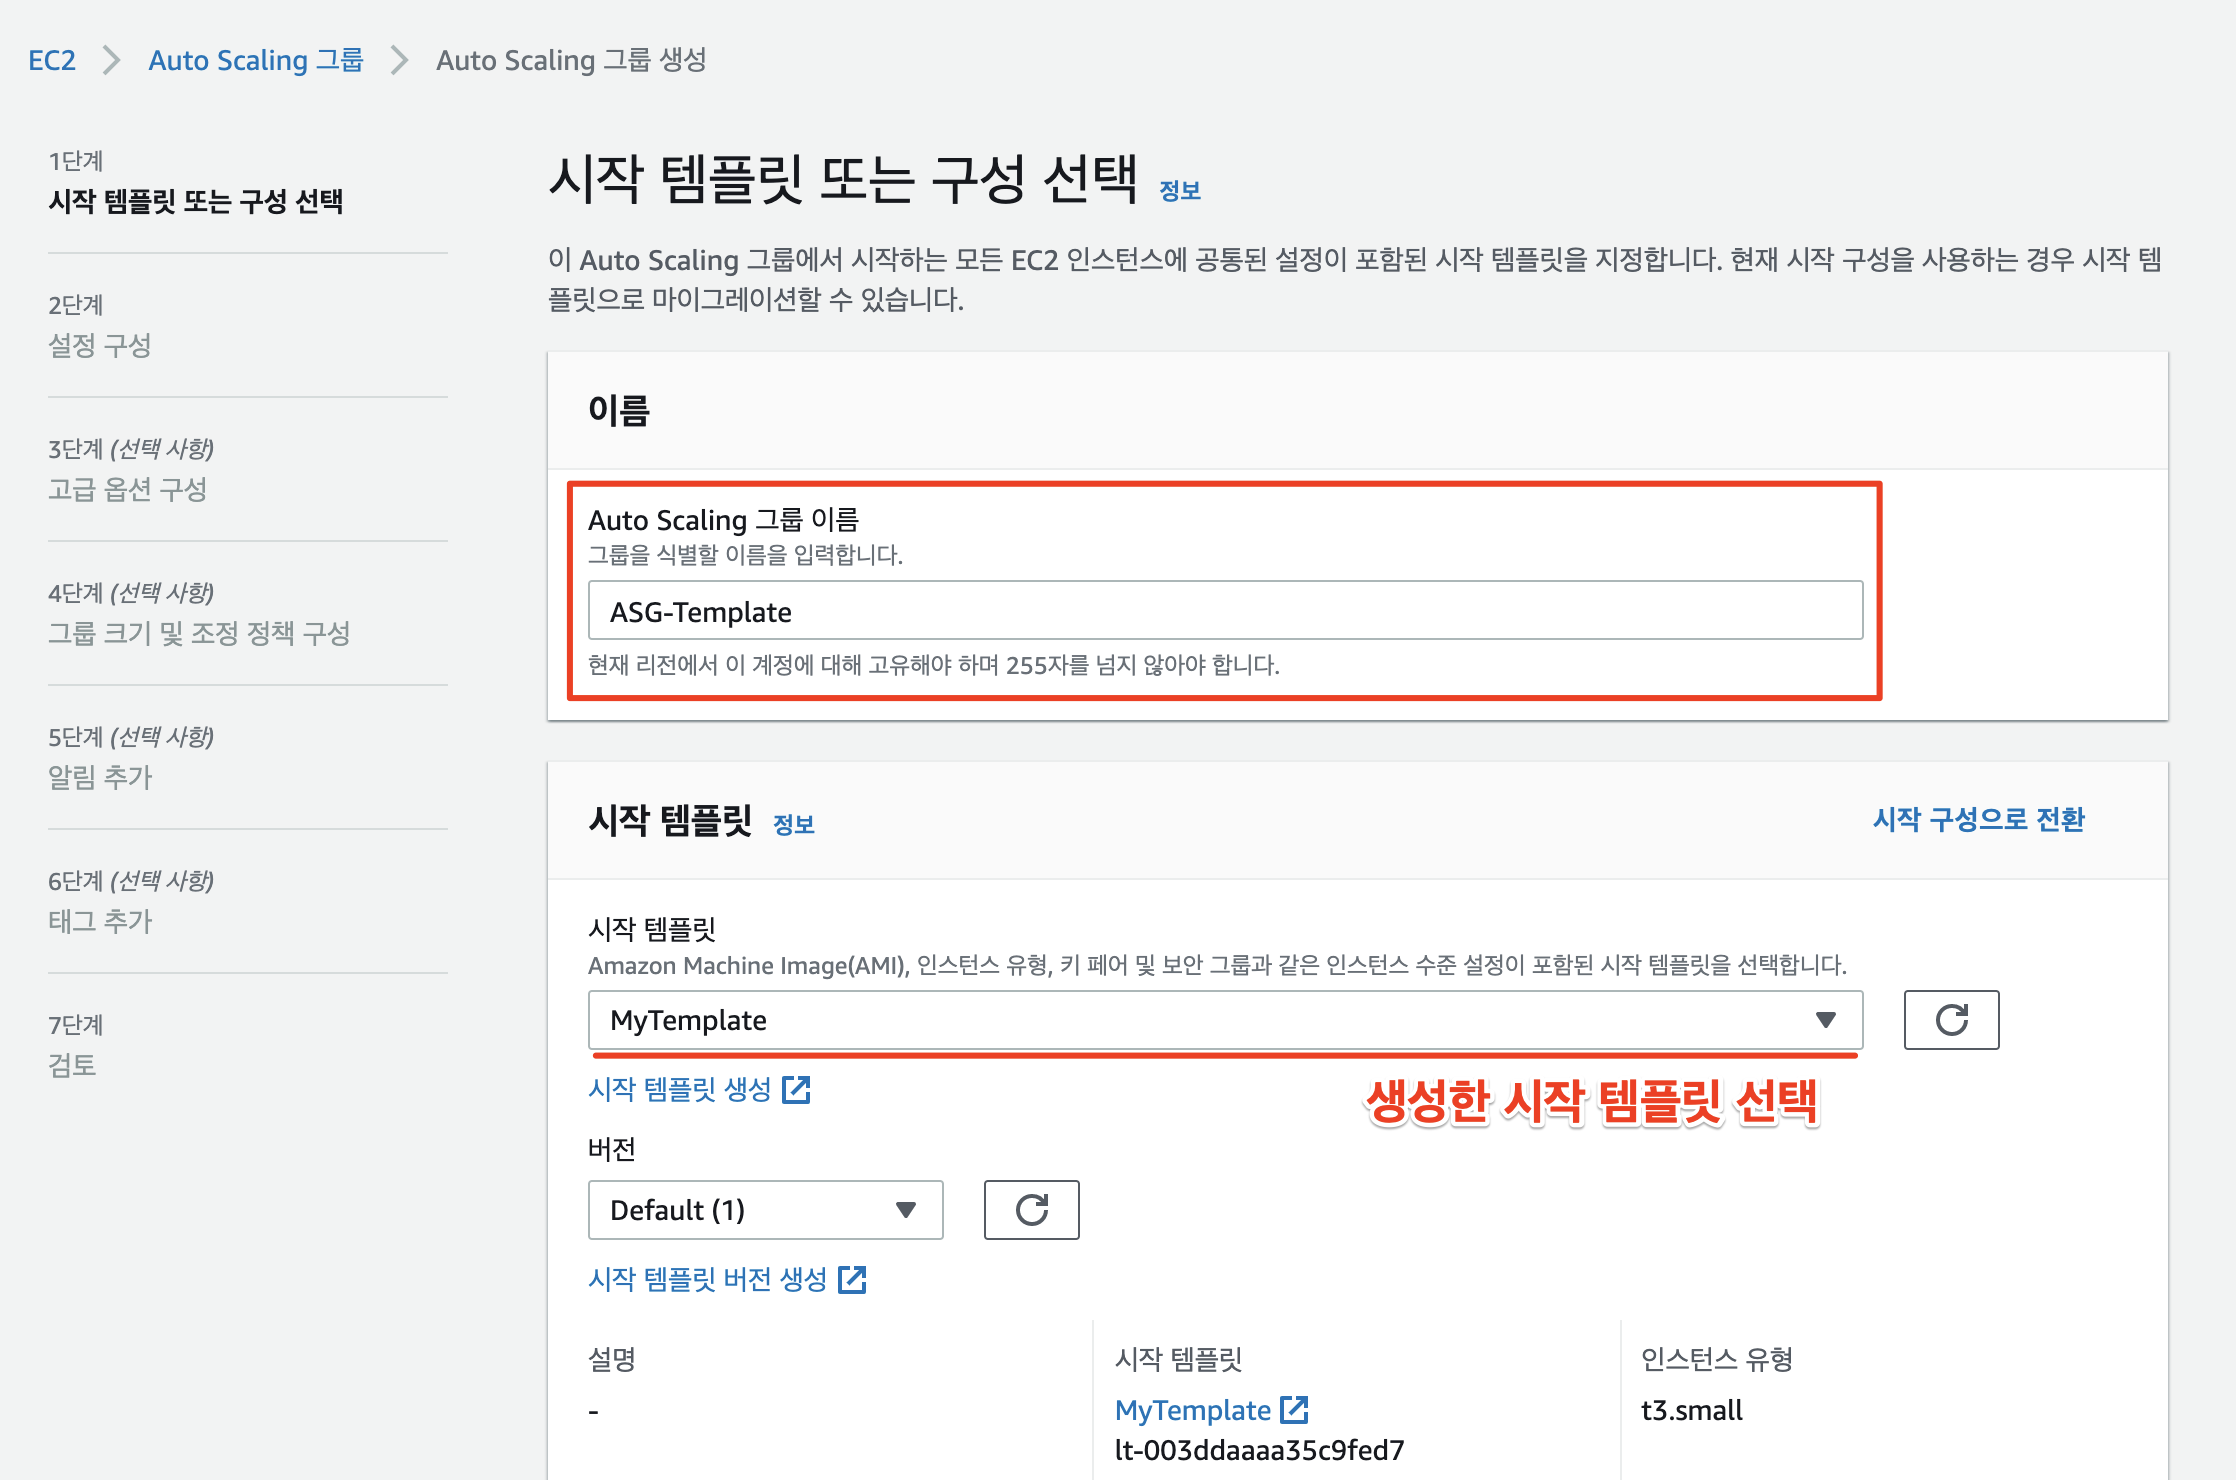 EC2 > Auto Scaling 그룹 > Auto Scaling 그룹 생성
1단계
시작 템플릿 또는 구성 선택
2단계
설정 구성
3단계 (선택 사항)
고급 옵션 구성
4단계 (선택 사항)
그룹 크기 및 조정 정책 구성
5단계 (선택 사항)
알림 추가
6단계 (선택 사항)
태그 추가
7단계
검토
시작 템플릿 또는 구성 선택 정보
이 Auto Scaling 그룹에서 시작하는 모든 EC2 인스턴스에 공통된 설정이 포함된 시작 템플릿을 지정합니다. 현재 시작 구성을 사용하는 경우 시작 템
플릿으로 마이그레이션할 수 있습니다.
이름
Auto Scaling 그룹 이름
그룹을 식별할 이름을 입력합니다.
ASG-Template
현재 리전에서 이 계정에 대해 고유해야 하며 255자를 넘지 않아야 합니다.
시작 템플릿 정보
시작 구성으로 전환
시작 템플릿
Amazon Machine Image(AMI), 인스턴스 유형, 키 페어 및 보안 그룹과 같은 인스턴스 수준 설정이 포함된 시작 템플릿을 선택합니다.
MyTemplate
시작 템플릿 생성
생성한 시작 템플릿 선택
버전
Default (1)
시작 템플릿 버전 생성
설명
-
시작 템플릿
MyTemplate
lt-003ddaaaa35c9fed7
인스턴스 유형
t3.small